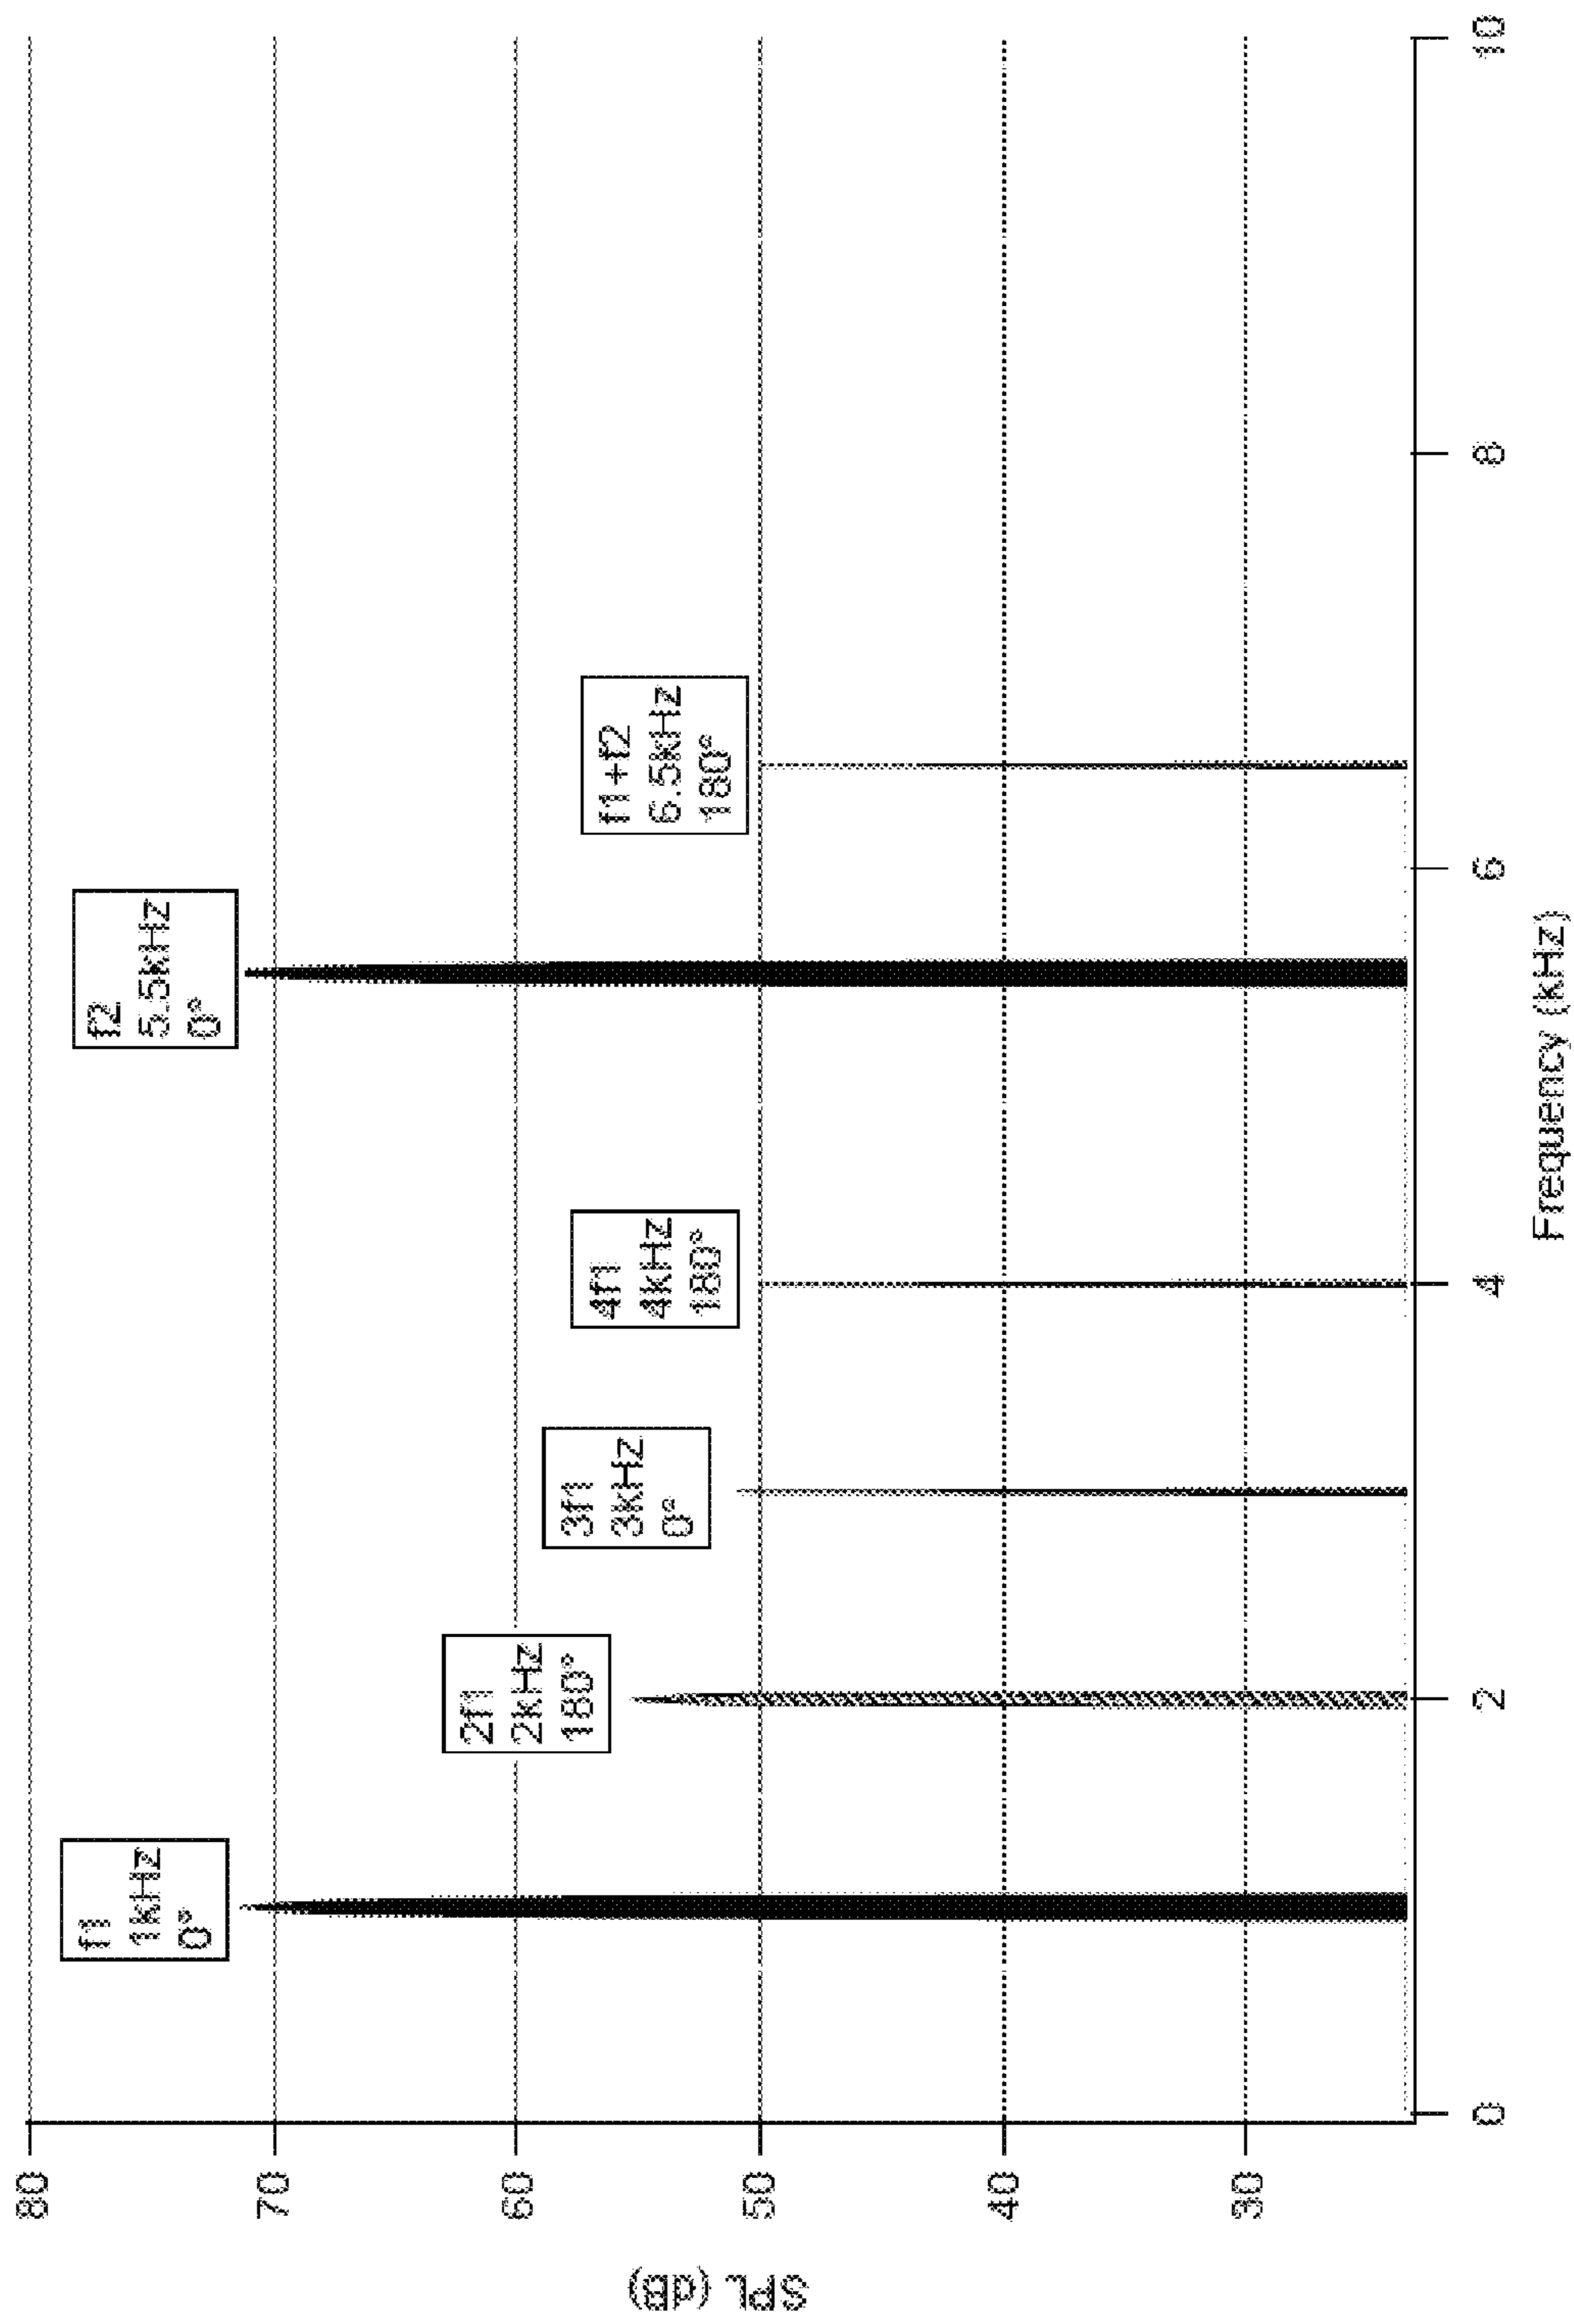 SPL (dB)
80
70
60
50
40
30
f1
1kHz
0°
2f1
2kHz
180°
3f1
3kHz
0°
4f1
4kHz
180°
f2
5.5kHz
0°
f1+f2
6.5kHz
180°
0
2
4
6
8
10
Frequency (kHz)